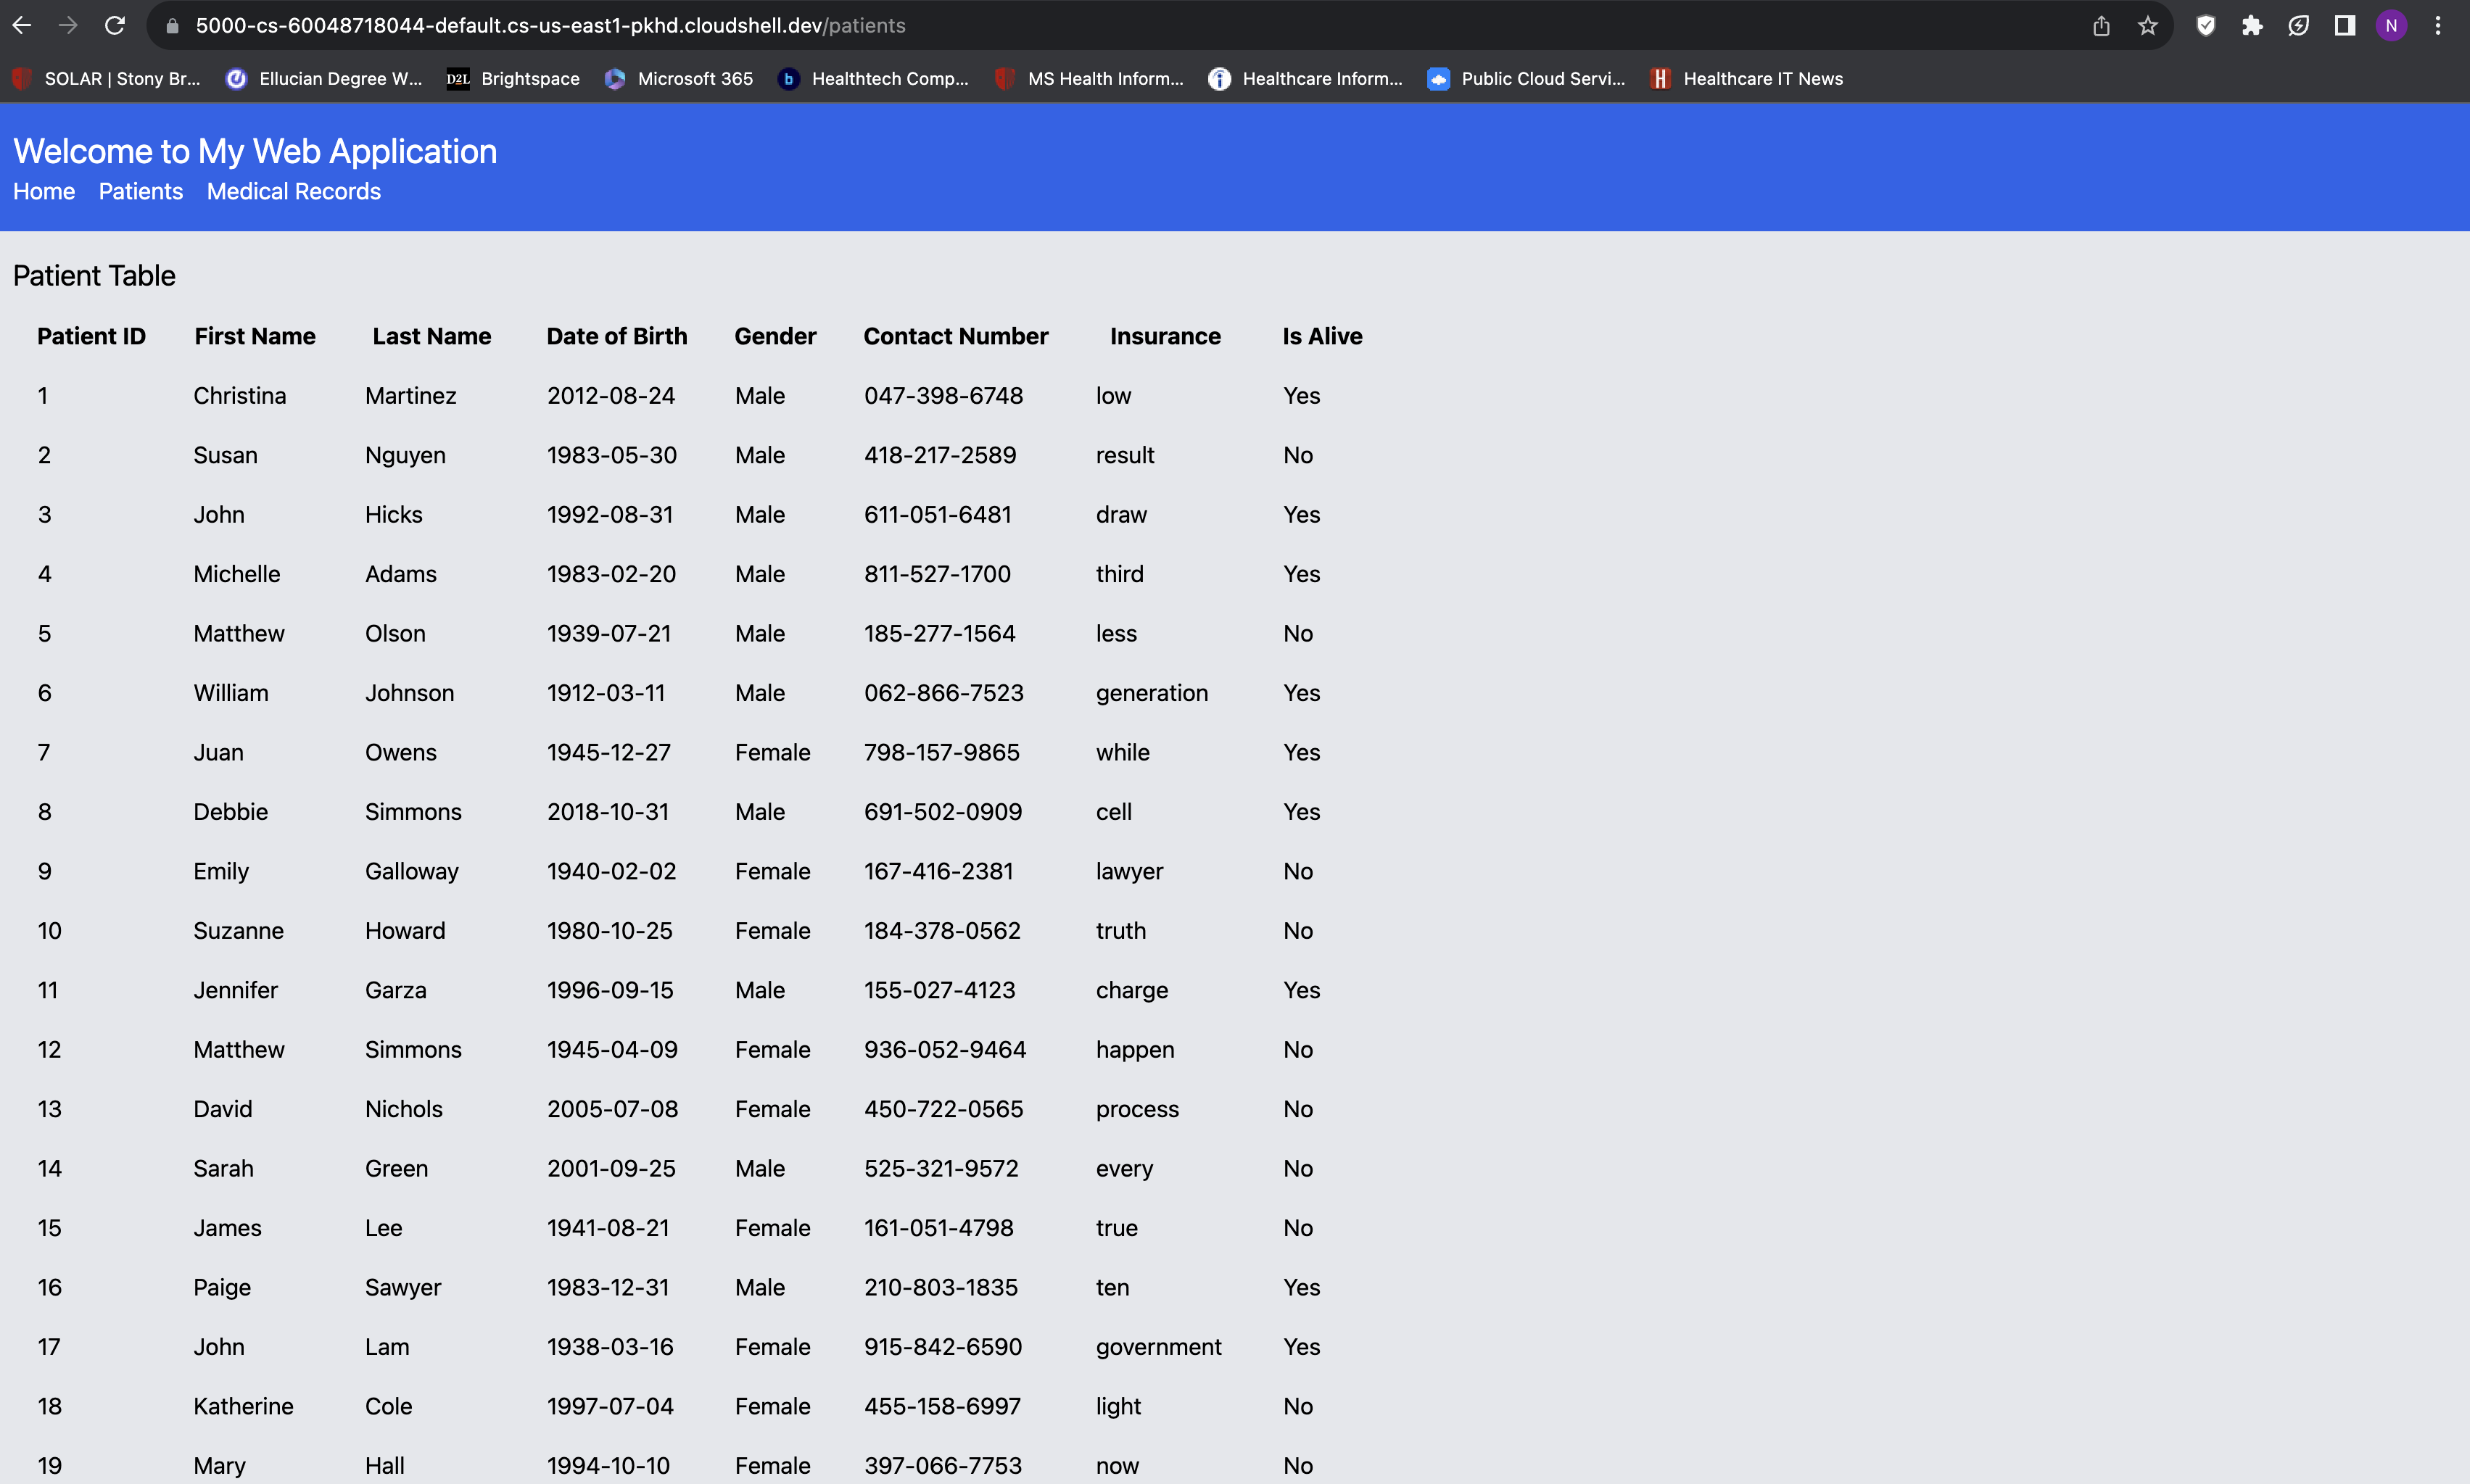 5000-cs-60048718044-default.cs-us-east1-pkhd.cloudshell.dev/patients N
SOLAR | Stony Br... Ellucian Degree W... D2L Brightspace Microsoft 365 b Healthtech Comp... MS Health Inform... i Healthcare Inform... Public Cloud Servi... H Healthcare IT News
Welcome to My Web Application
Home Patients Medical Records
Patient Table
Patient ID First Name Last Name Date of Birth Gender Contact Number Insurance Is Alive
1 Christina Martinez 2012-08-24 Male 047-398-6748 low Yes
2 Susan Nguyen 1983-05-30 Male 418-217-2589 result No
3 John Hicks 1992-08-31 Male 611-051-6481 draw Yes
4 Michelle Adams 1983-02-20 Male 811-527-1700 third Yes
5 Matthew Olson 1939-07-21 Male 185-277-1564 less No
6 William Johnson 1912-03-11 Male 062-866-7523 generation Yes
7 Juan Owens 1945-12-27 Female 798-157-9865 while Yes
8 Debbie Simmons 2018-10-31 Male 691-502-0909 cell Yes
9 Emily Galloway 1940-02-02 Female 167-416-2381 lawyer No
10 Suzanne Howard 1980-10-25 Female 184-378-0562 truth No
11 Jennifer Garza 1996-09-15 Male 155-027-4123 charge Yes
12 Matthew Simmons 1945-04-09 Female 936-052-9464 happen No
13 David Nichols 2005-07-08 Female 450-722-0565 process No
14 Sarah Green 2001-09-25 Male 525-321-9572 every No
15 James Lee 1941-08-21 Female 161-051-4798 true No
16 Paige Sawyer 1983-12-31 Male 210-803-1835 ten Yes
17 John Lam 1938-03-16 Female 915-842-6590 government Yes
18 Katherine Cole 1997-07-04 Female 455-158-6997 light No
19 Mary Hall 1994-10-10 Female 397-066-7753 now No